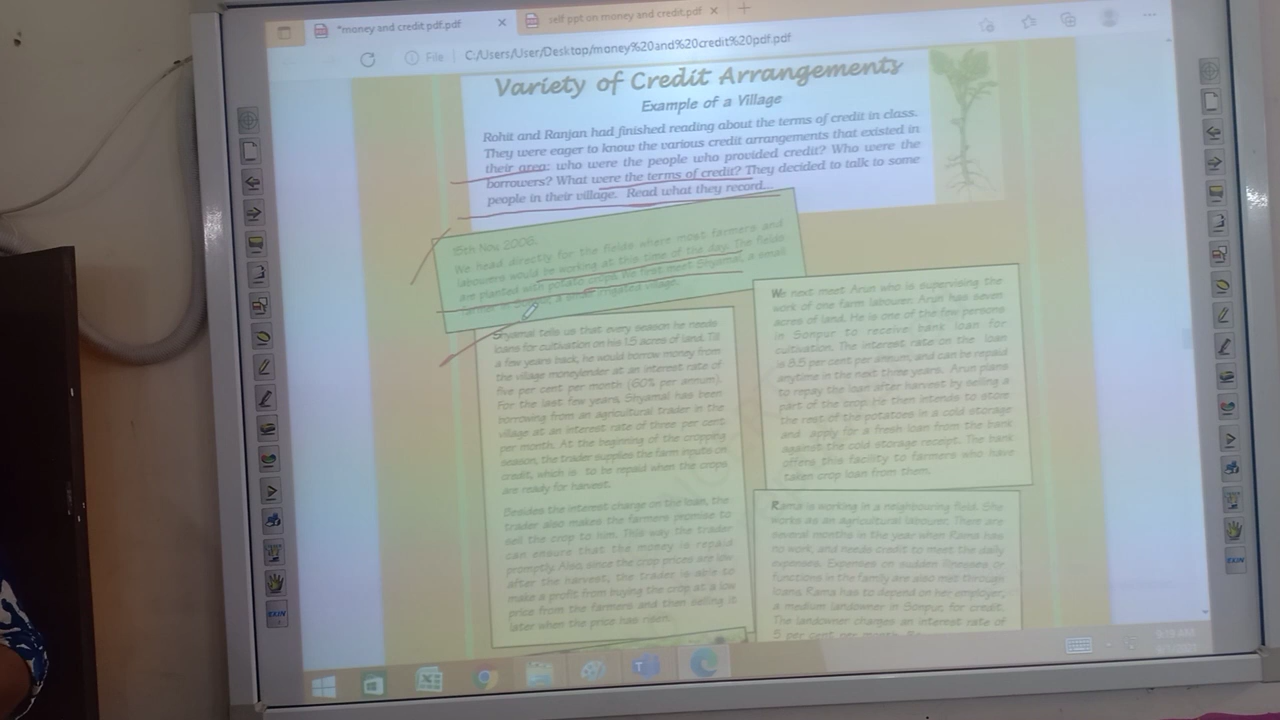 *money and credit pdf.pdf
self ppt on money and credit.pdf
File
C:/Users/User/Desktop/money%20and%20credit%20pdf.pdf
Variety of Credit Arrangements
Example of a Village
Rohit and Ranjan had finished reading about the terms of credit in class.
They were eager to know the various credit arrangements that existed in
their area: who were the people who provided credit? Who were the
borrowers? What were the terms of credit? They decided to talk to some
people in their village. Read what they record...
15th Nov, 2006.
We head directly for the fields where most farmers and
labourers would be working at this time of the day. The fields
are planted with potato crops. We first meet Shyamal, a small
farmer in a irrigated village.
Shyamal tells us that every season he needs
loans for cultivation on his 1.5 acres of land. Till
a few years back, he would borrow money from
the village moneylender at an interest rate of
five per cent per month (60% per annum).
For the last few years, Shyamal has been
borrowing from an agricultural trader in the
village at an interest rate of three per cent
per month. At the beginning of the cropping
season, the trader supplies the farm inputs on
credit, which is to be repaid when the crops
are ready for harvest.
Besides the interest charge on the loan, the
trader also makes the farmers promise to
sell the crop to him. This way the trader
can ensure that the money is repaid
promptly. Also, since the crop prices are low
after the harvest, the trader is able to
make a profit from buying the crop at a low
price from the farmers and then selling it
later when the price has risen.
We next meet Arun who is supervising the
work of one farm labourer. Arun has seven
acres of land. He is one of the few persons
in Sonpur to receive bank loan for
cultivation. The interest rate on the loan
is 8.5 per cent per annum, and can be repaid
anytime in the next three years. Arun plans
to repay the loan after harvest by selling a
part of the crop. He then intends to store
the rest of the potatoes in a cold storage
and apply for a fresh loan from the bank
against the cold storage receipt. The bank
offers this facility to farmers who have
taken crop loan from them.
Rama is working in a neighbouring field. She
works as an agricultural labourer. There are
several months in the year when Rama has
no work, and needs credit to meet the daily
expenses. Expenses on sudden illnesses or
functions in the family are also met through
loans. Rama has to depend on her employer,
a medium landowner in Sonpur, for credit.
The landowner charges an interest rate of
5 per cent per month.
9:19 AM